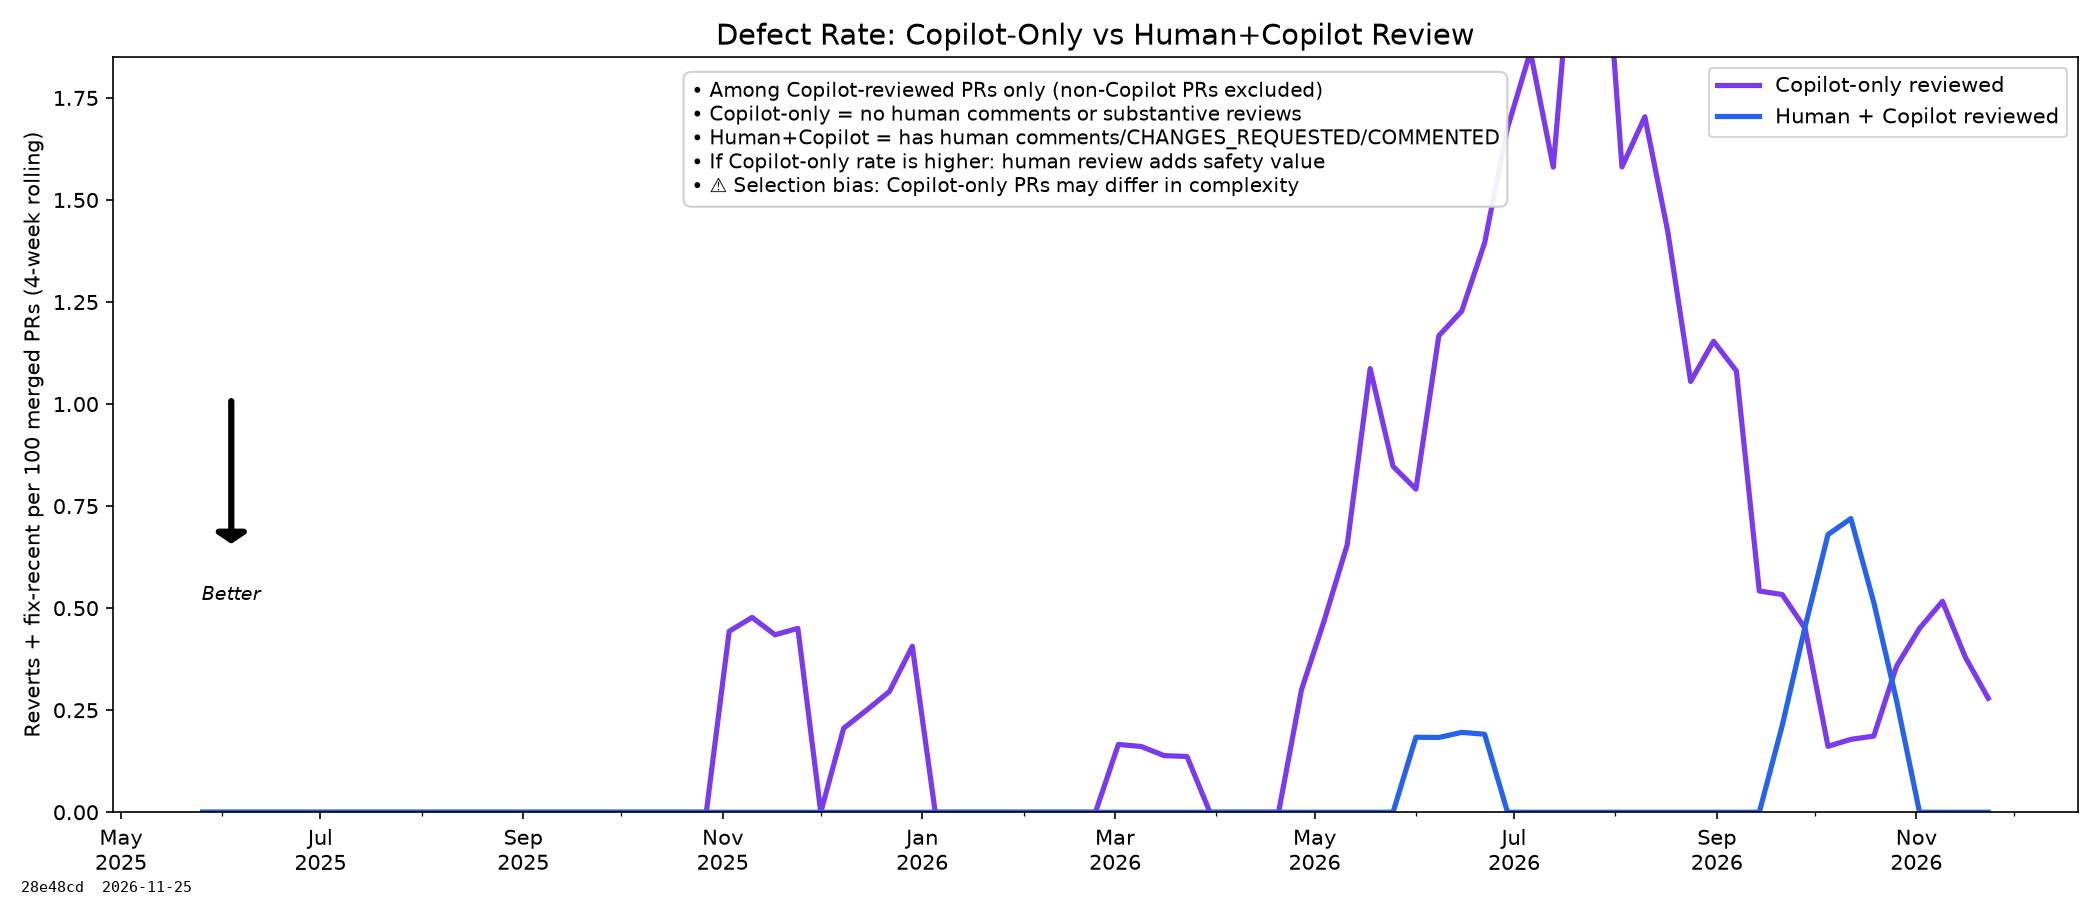 Defect Rate: Copilot-Only vs Human+Copilot Review
• Among Copilot-reviewed PRs only (non-Copilot PRs excluded)
• Copilot-only = no human comments or substantive reviews
• Human+Copilot = has human comments/CHANGES_REQUESTED/COMMENTED
• If Copilot-only rate is higher: human review adds safety value
• ⚠ Selection bias: Copilot-only PRs may differ in complexity
Copilot-only reviewed
Human + Copilot reviewed
Reverts + fix-recent per 100 merged PRs (4-week rolling)
1.75
1.50
1.25
1.00
0.75
0.50
0.25
0.00
Better
May
2025
Jul
2025
Sep
2025
Nov
2025
Jan
2026
Mar
2026
May
2026
Jul
2026
Sep
2026
Nov
2026
28e48cd 2026-11-25